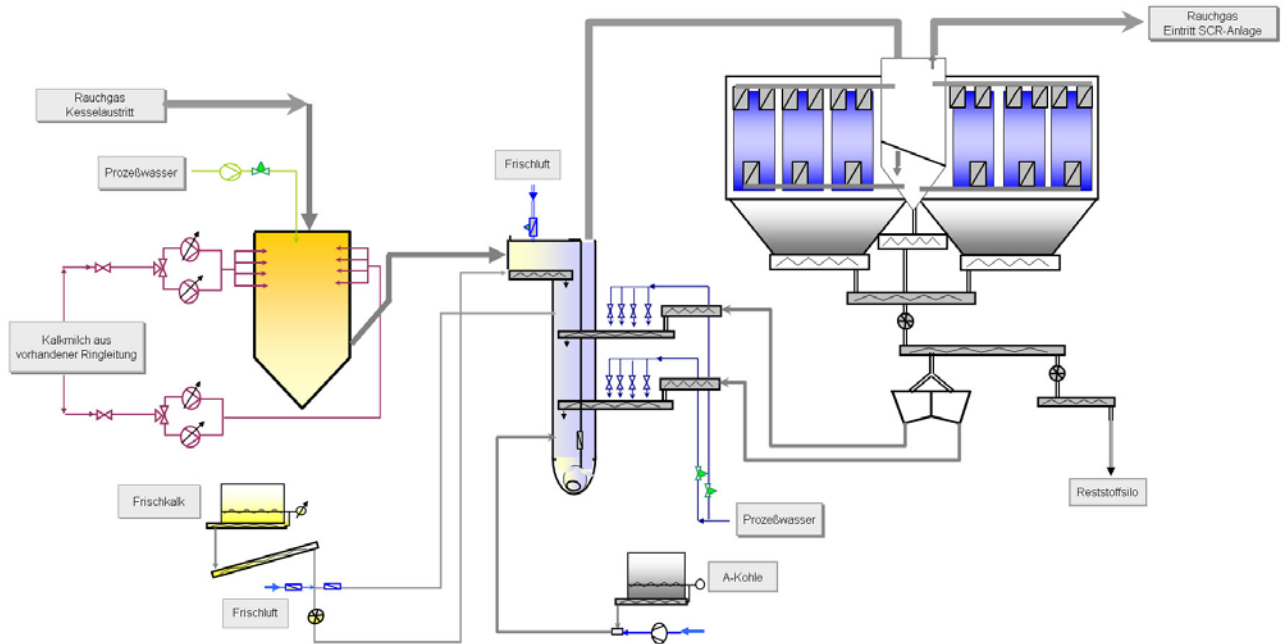 Rauchgas
Eintritt SCR-Anlage
Rauchgas
Kesselaustritt
Prozeßwasser
Frischluft
Kalkmilch aus
vorhandener Ringleitung
Frischkalk
Reststoffsilo
Prozeßwasser
A-Kohle
Frischluft